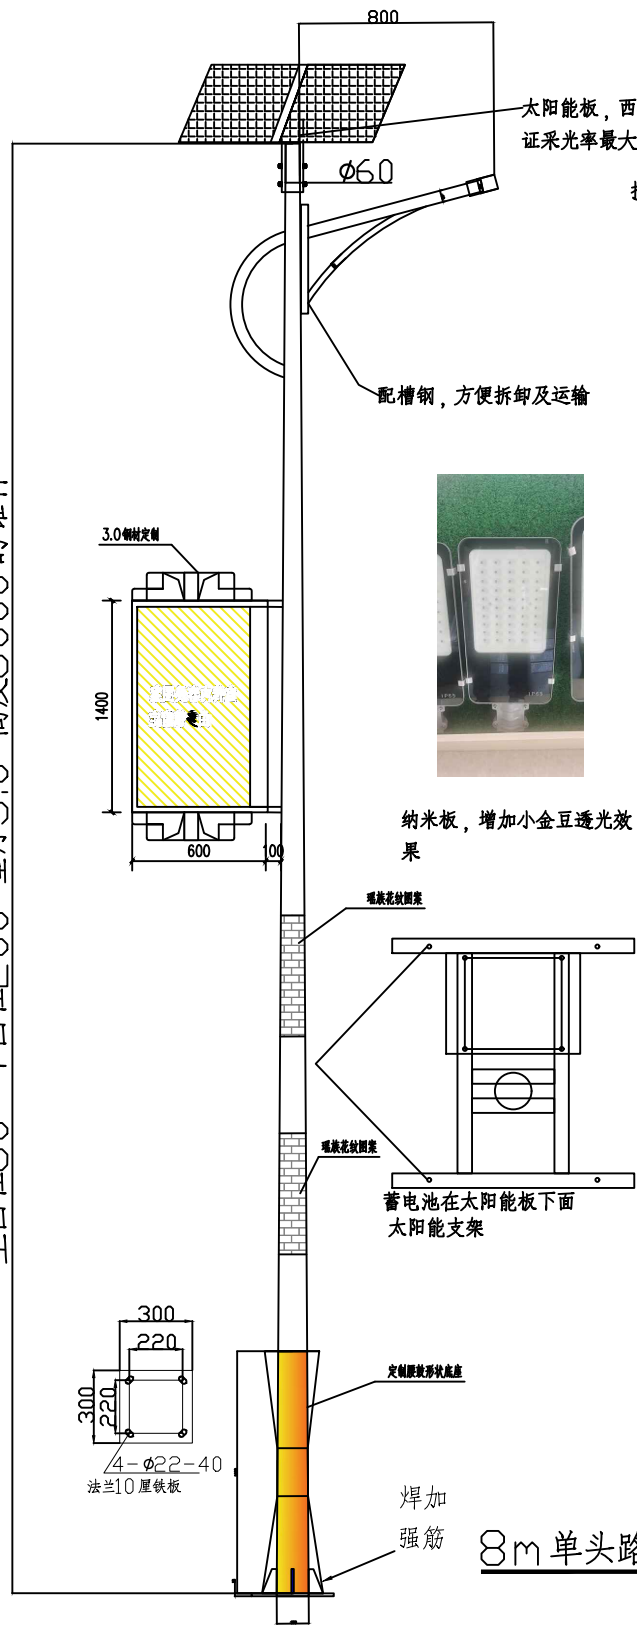 800
太阳能板，西
证采光率最大
Ø60
配槽钢，方便拆卸及运输
3.0钢材定制
1400
600
100
纳米板，增加小金豆透光效
果
瑶族花纹图案
瑶族花纹图案
蓄电池在太阳能板下面
太阳能支架
300
220
300
220
4-Ø22-40
法兰10厘铁板
定制腰鼓形状底座
焊加
强筋
8m单头路